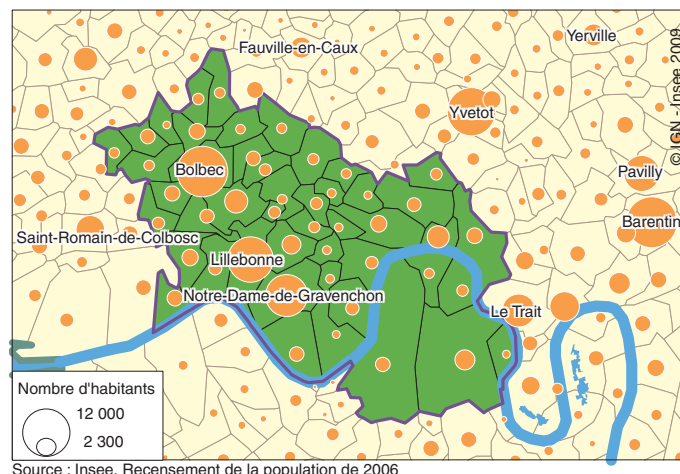 Fauville-en-Caux
Yerville
© IGN - Insee 2009
Yvetot
Bolbec
Pavilly
Barentin
Saint-Romain-de-Colbosc
Lillebonne
Notre-Dame-de-Gravenchon
Le Trait
Nombre d'habitants
12 000
2 300
Source : Insee. Recensement de la population de 2006